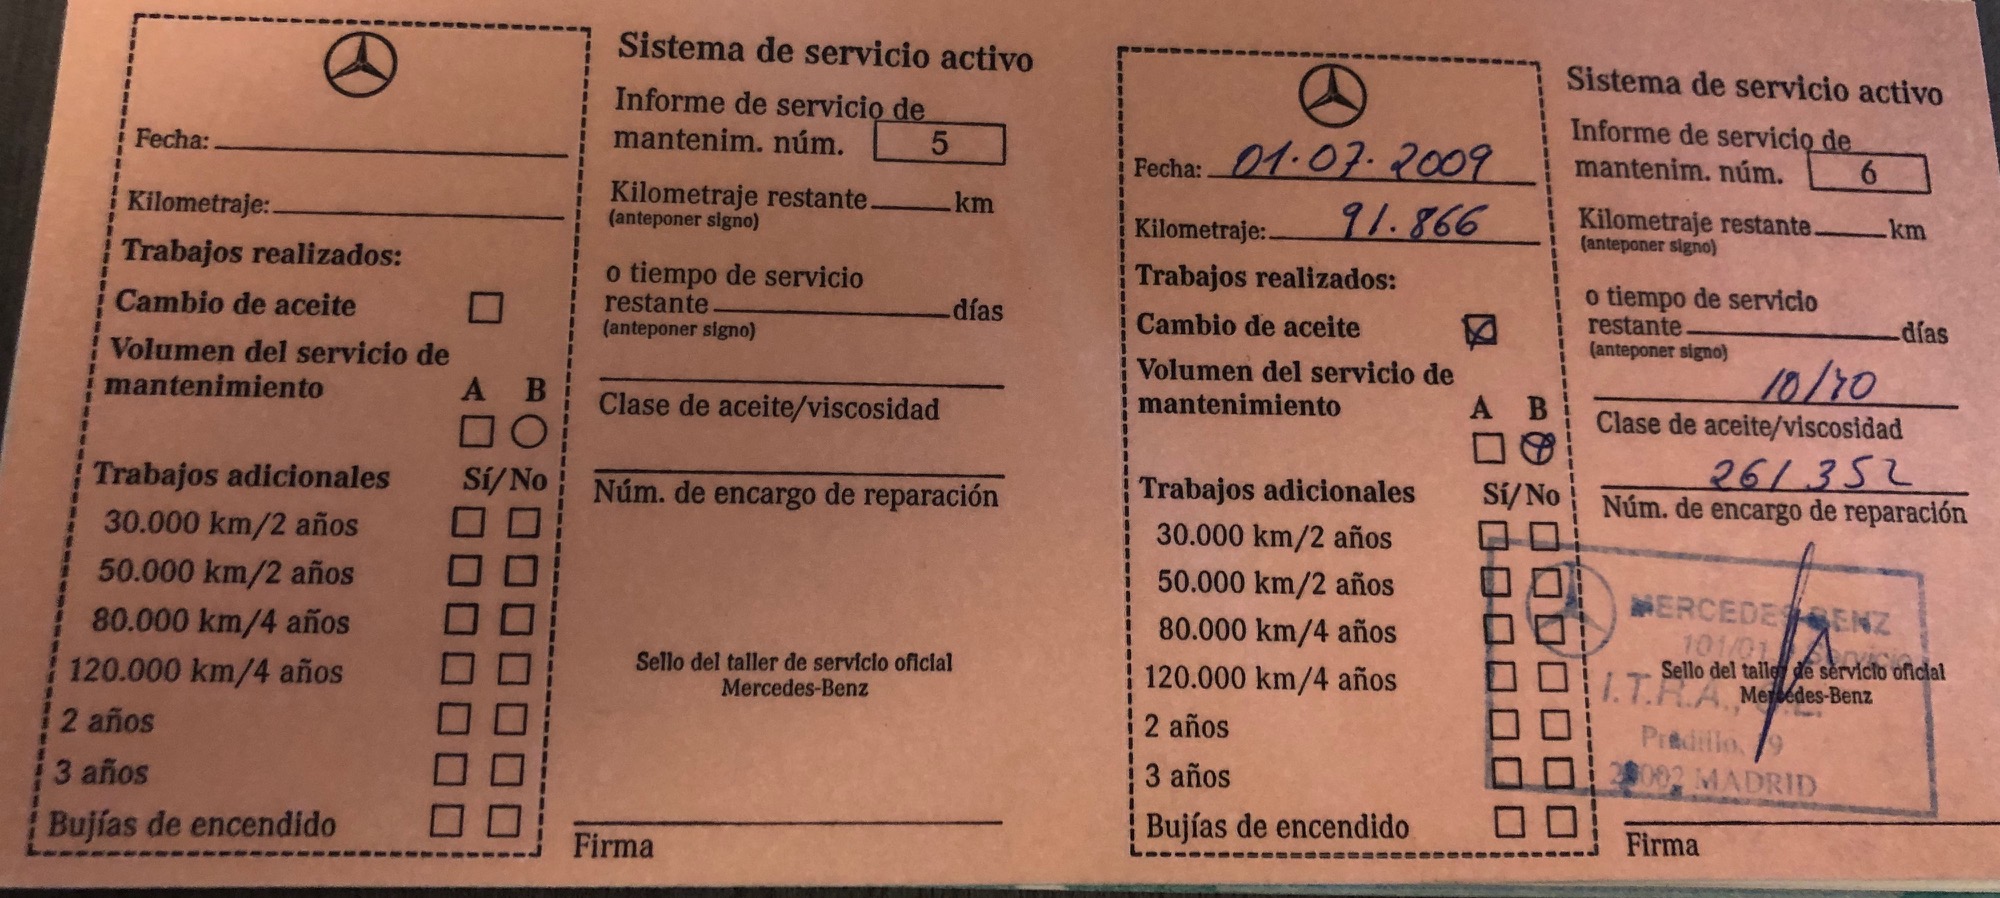 Sistema de servicio activo
Informe de servicio de
mantenim. núm. 5
Fecha:
Kilometraje:
Kilometraje restante km
(anteponer signo)
Trabajos realizados:
Cambio de aceite
o tiempo de servicio
restante días
(anteponer signo)
Volumen del servicio de
mantenimiento A B
Clase de aceite/viscosidad
Trabajos adicionales Sí/No
Núm. de encargo de reparación
30.000 km/2 años
50.000 km/2 años
80.000 km/4 años
120.000 km/4 años
2 años
3 años
Bujías de encendido
Sello del taller de servicio oficial
Mercedes-Benz
Firma
Sistema de servicio activo
Informe de servicio de
mantenim. núm. 6
Fecha: 01.07.2009
Kilometraje: 91.866
Kilometraje restante km
(anteponer signo)
Trabajos realizados:
Cambio de aceite
o tiempo de servicio
restante días
(anteponer signo)
Volumen del servicio de
mantenimiento A B
10/40
Clase de aceite/viscosidad
Trabajos adicionales Sí/No
261352
Núm. de encargo de reparación
30.000 km/2 años
50.000 km/2 años
80.000 km/4 años
120.000 km/4 años
2 años
3 años
Bujías de encendido
MERCEDES-BENZ
Sello del taller de servicio oficial
Mercedes-Benz
I.T.R.A.,
Pradillo,
MADRID
Firma